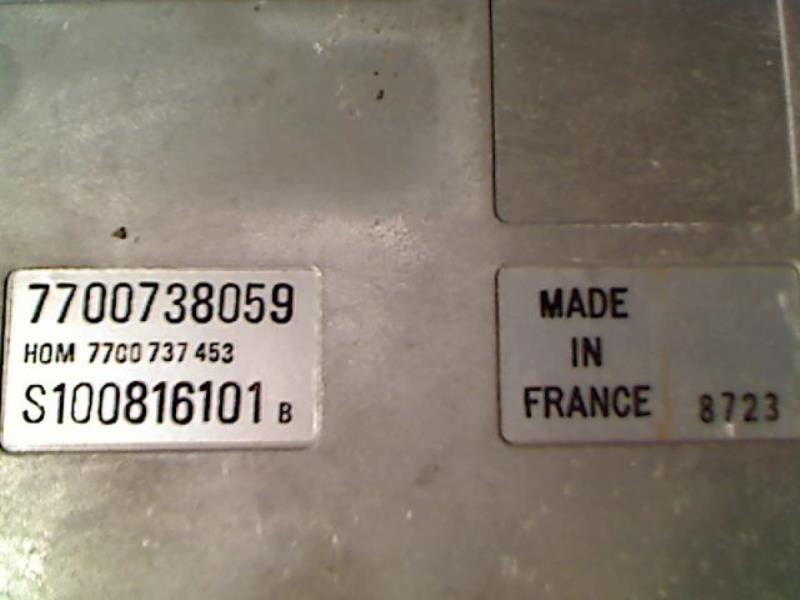 7700738059
HOM 7700 737 453
S100816101 B
MADE
IN
FRANCE 8723